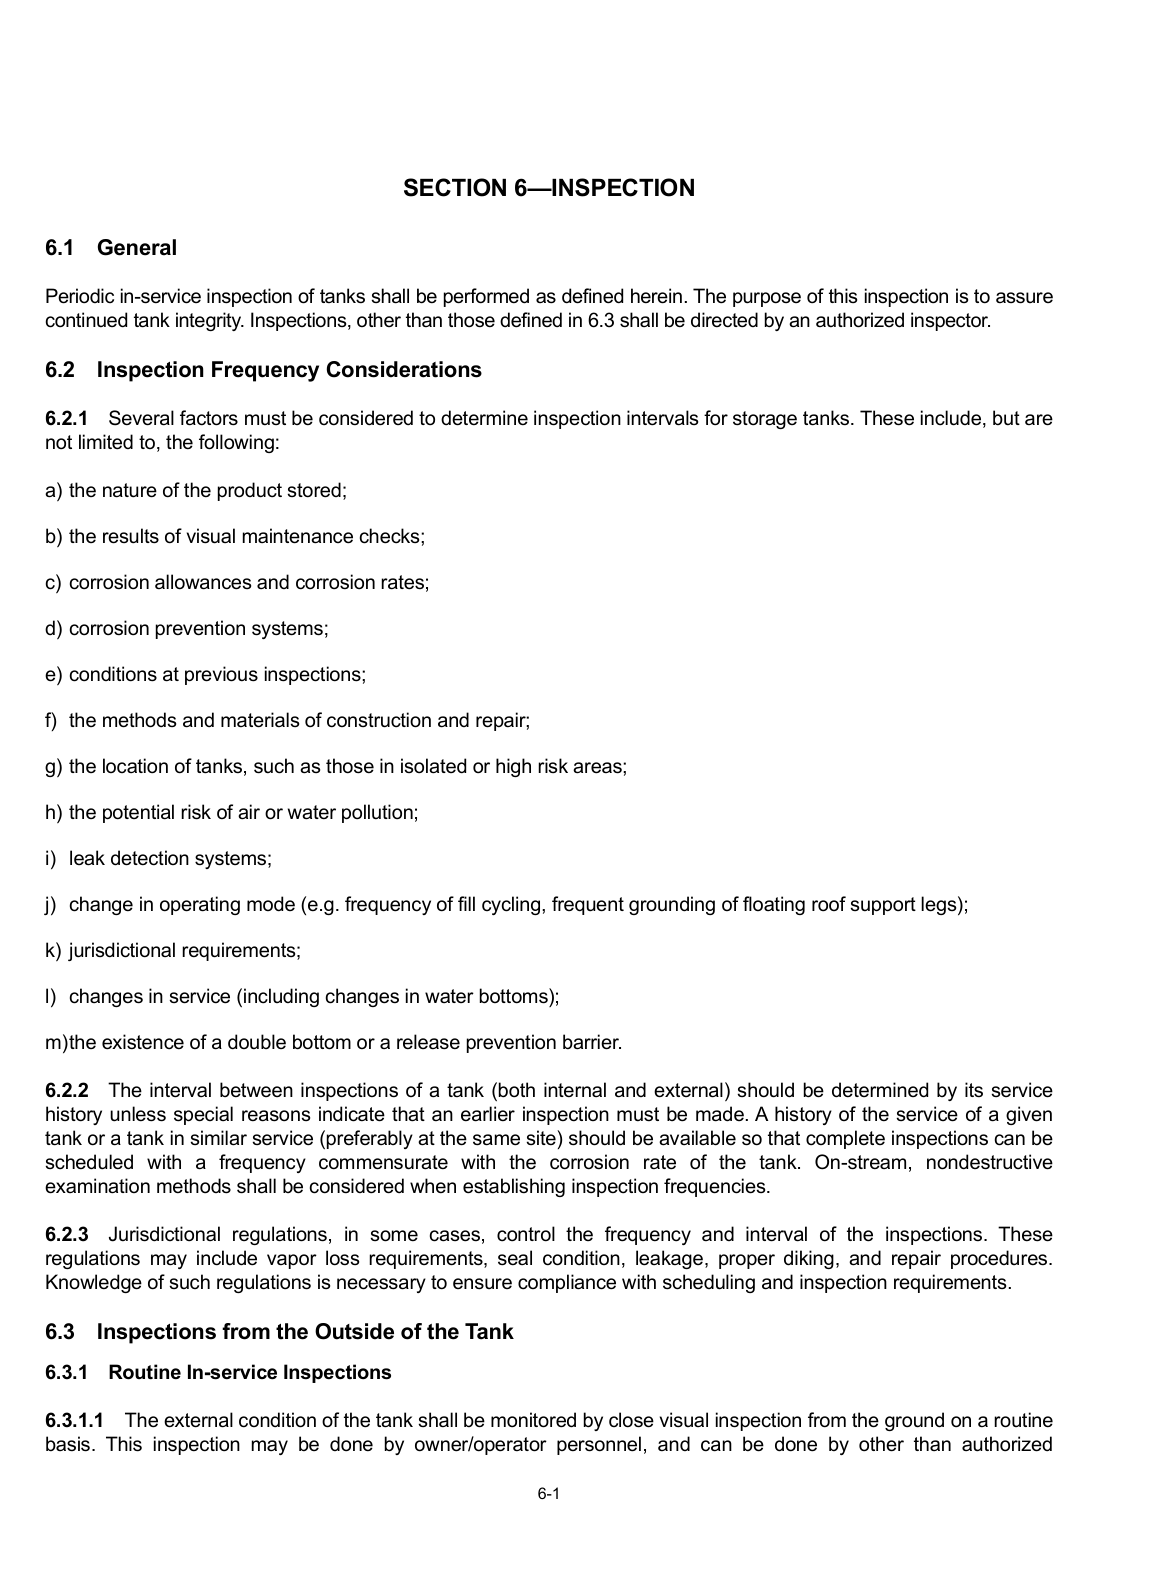 SECTION 6—INSPECTION
6.1 General
Periodic in-service inspection of tanks shall be performed as defined herein. The purpose of this inspection is to assure
continued tank integrity. Inspections, other than those defined in 6.3 shall be directed by an authorized inspector.
6.2 Inspection Frequency Considerations
6.2.1 Several factors must be considered to determine inspection intervals for storage tanks. These include, but are
not limited to, the following:
a) the nature of the product stored;
b) the results of visual maintenance checks;
c) corrosion allowances and corrosion rates;
d) corrosion prevention systems;
e) conditions at previous inspections;
f) the methods and materials of construction and repair;
g) the location of tanks, such as those in isolated or high risk areas;
h) the potential risk of air or water pollution;
i) leak detection systems;
j) change in operating mode (e.g. frequency of fill cycling, frequent grounding of floating roof support legs);
k) jurisdictional requirements;
l) changes in service (including changes in water bottoms);
m)the existence of a double bottom or a release prevention barrier.
6.2.2 The interval between inspections of a tank (both internal and external) should be determined by its service
history unless special reasons indicate that an earlier inspection must be made. A history of the service of a given
tank or a tank in similar service (preferably at the same site) should be available so that complete inspections can be
scheduled with a frequency commensurate with the corrosion rate of the tank. On-stream, nondestructive
examination methods shall be considered when establishing inspection frequencies.
6.2.3 Jurisdictional regulations, in some cases, control the frequency and interval of the inspections. These
regulations may include vapor loss requirements, seal condition, leakage, proper diking, and repair procedures.
Knowledge of such regulations is necessary to ensure compliance with scheduling and inspection requirements.
6.3 Inspections from the Outside of the Tank
6.3.1 Routine In-service Inspections
6.3.1.1 The external condition of the tank shall be monitored by close visual inspection from the ground on a routine
basis. This inspection may be done by owner/operator personnel, and can be done by other than authorized
6-1